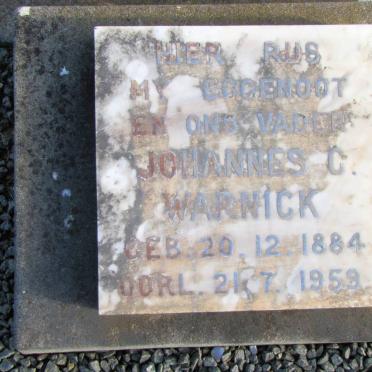 HIER RUS
MY EGGENOOT
EN ONS VADER
JOHANNES C.
WARNICK
GEB. 20.12.1884
OORL. 21.7.1959